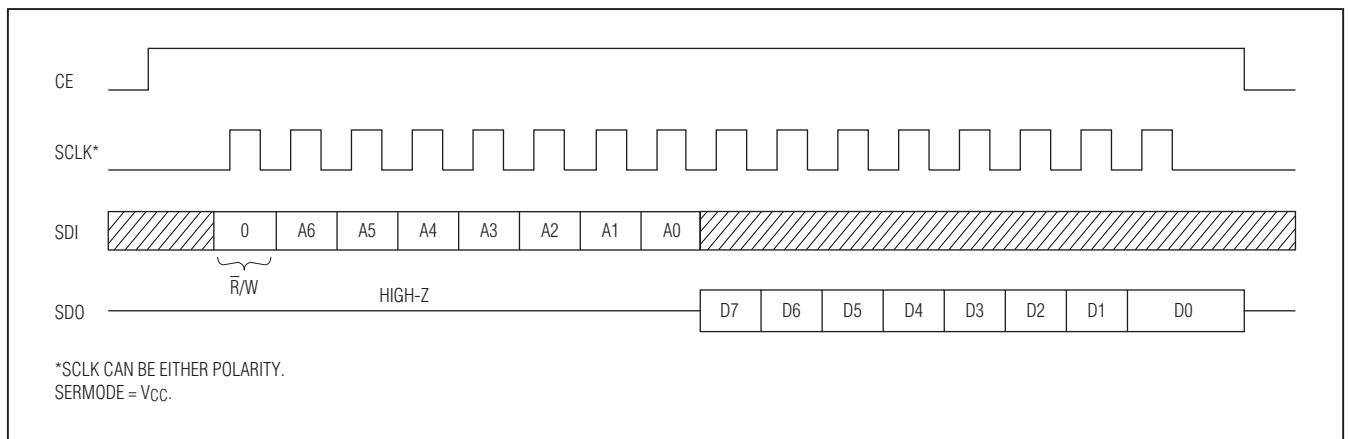 CE
SCLK*
SDI 0 A6 A5 A4 A3 A2 A1 A0
R̅/W
HIGH-Z
SDO D7 D6 D5 D4 D3 D2 D1 D0
*SCLK CAN BE EITHER POLARITY.
SERMODE = VCC.